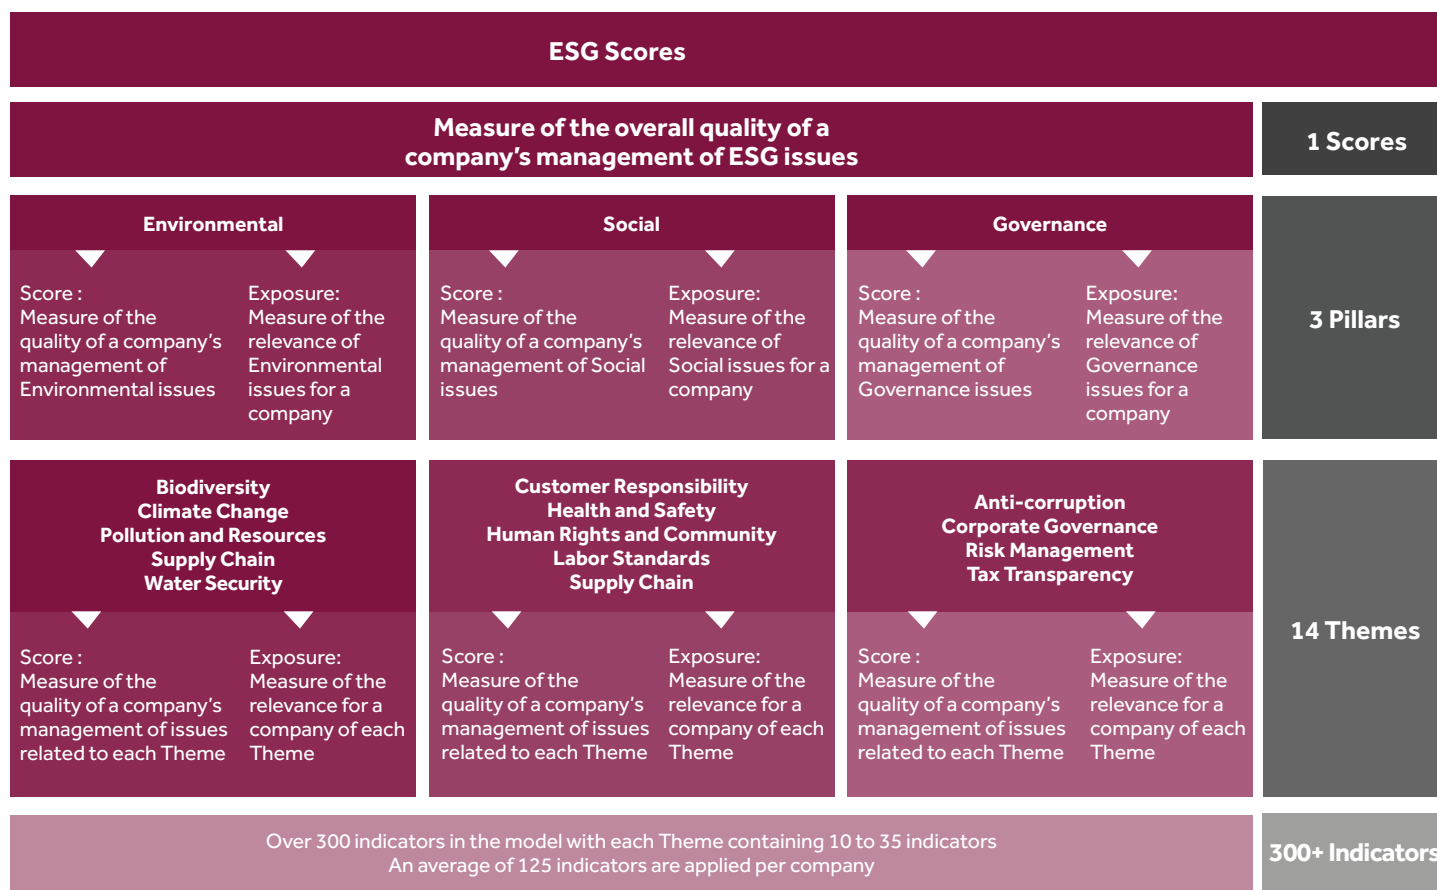 ESG Scores
Measure of the overall quality of a
company's management of ESG issues
1 Scores
Environmental
Score :
Measure of the
quality of a company's
management of
Environmental issues
Exposure:
Measure of the
relevance of
Environmental
issues for a
company
Social
Score :
Measure of the
quality of a company's
management of Social
issues
Exposure:
Measure of the
relevance of
Social issues for a
company
Governance
Score :
Measure of the
quality of a company's
management of
Governance issues
Exposure:
Measure of the
relevance of
Governance
issues for a
company
3 Pillars
Biodiversity
Climate Change
Pollution and Resources
Supply Chain
Water Security
Score :
Measure of the
quality of a company's
management of issues
related to each Theme
Exposure:
Measure of the
relevance for a
company of each
Theme
Customer Responsibility
Health and Safety
Human Rights and Community
Labor Standards
Supply Chain
Score :
Measure of the
quality of a company's
management of issues
related to each Theme
Exposure:
Measure of the
relevance for a
company of each
Theme
Anti-corruption
Corporate Governance
Risk Management
Tax Transparency
Score :
Measure of the
quality of a company's
management of issues
related to each Theme
Exposure:
Measure of the
relevance for a
company of each
Theme
14 Themes
Over 300 indicators in the model with each Theme containing 10 to 35 indicators
An average of 125 indicators are applied per company
300+ Indicators